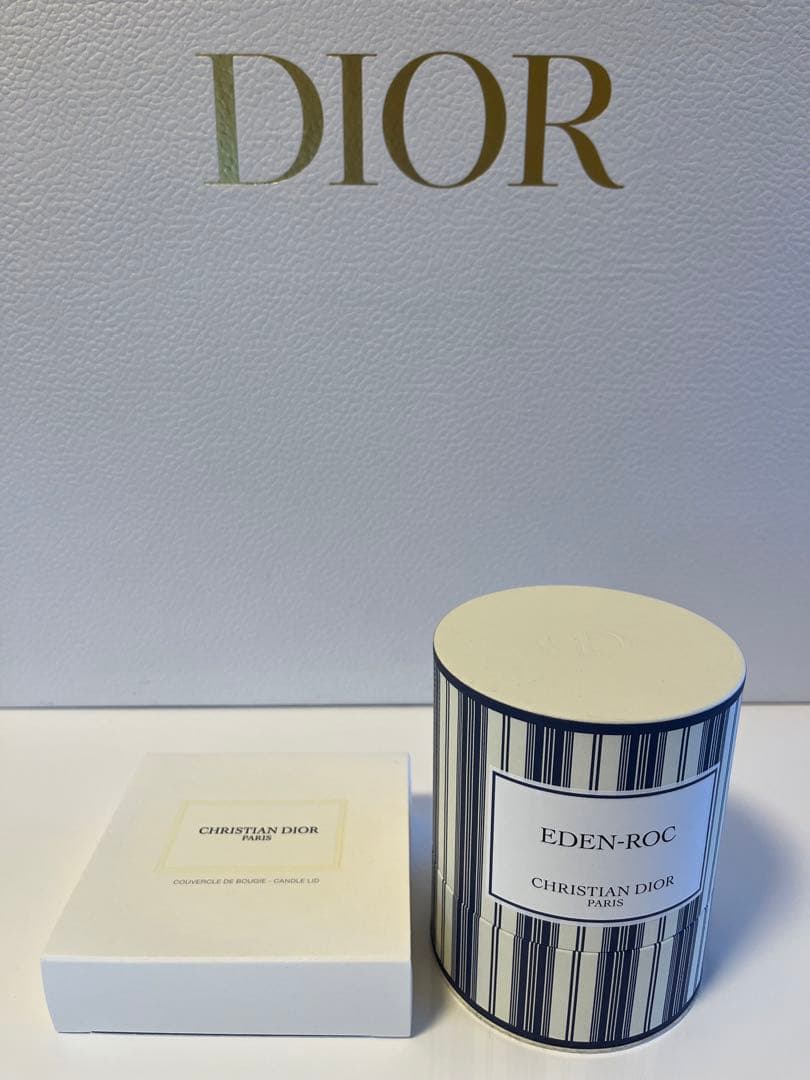 DIOR
CHRISTIAN DIOR
PARIS
COUVERCLE DE BOUGIE - CANDLE LID
EDEN-ROC
CHRISTIAN DIOR
PARIS